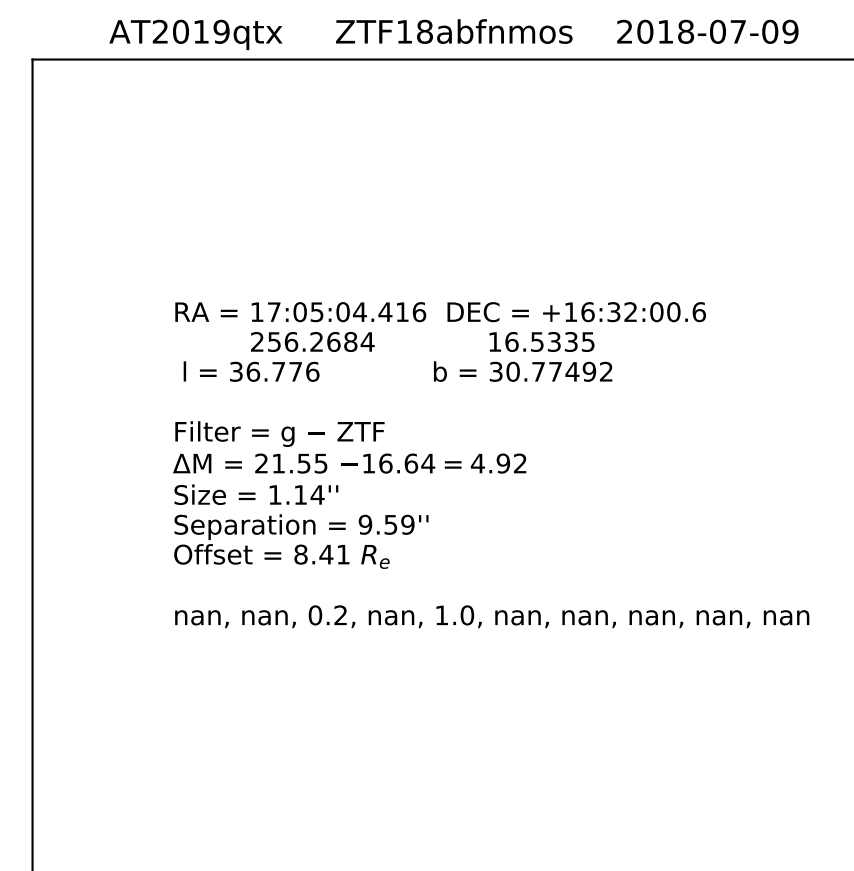 AT2019qtx ZTF18abfnmos 2018-07-09
RA = 17:05:04.416 DEC = +16:32:00.6
256.2684 16.5335
l = 36.776 b = 30.77492
Filter = g − ZTF
ΔM = 21.55 −16.64 = 4.92
Size = 1.14''
Separation = 9.59''
Offset = 8.41 Rₑ
nan, nan, 0.2, nan, 1.0, nan, nan, nan, nan, nan